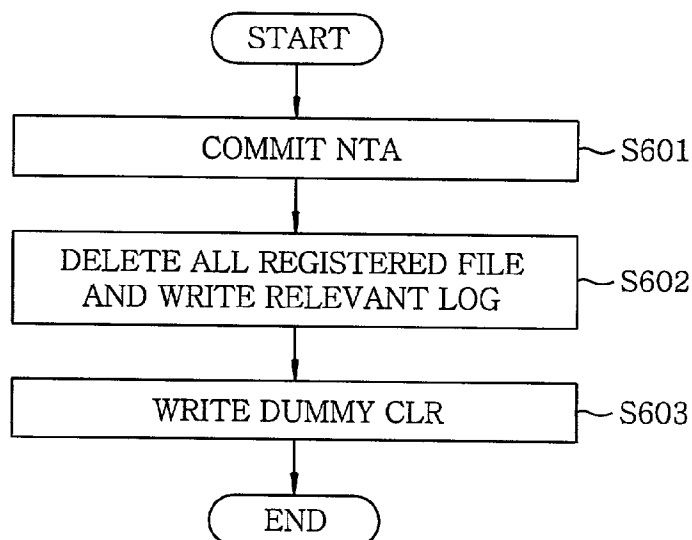 START
COMMIT NTA
S601
DELETE ALL REGISTERED FILE
AND WRITE RELEVANT LOG
S602
WRITE DUMMY CLR
S603
END